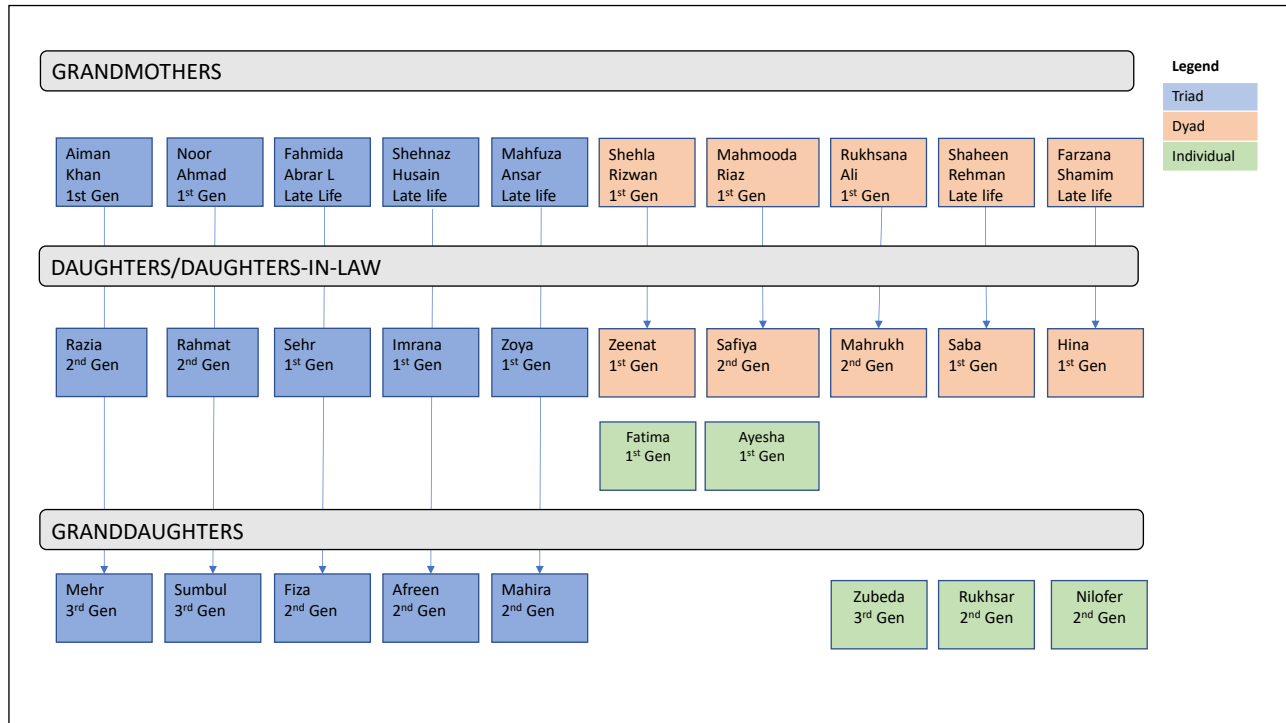 GRANDMOTHERS
Legend
Triad
Dyad
Individual
Aiman
Khan
1st Gen
Noor
Ahmad
1st Gen
Fahmida
Abrar L
Late Life
Shehnaz
Husain
Late life
Mahfuza
Ansar
Late life
Shehla
Rizwan
1st Gen
Mahmooda
Riaz
1st Gen
Rukhsana
Ali
1st Gen
Shaheen
Rehman
Late life
Farzana
Shamim
Late life
DAUGHTERS/DAUGHTERS-IN-LAW
Razia
2nd Gen
Rahmat
2nd Gen
Sehr
1st Gen
Imrana
1st Gen
Zoya
1st Gen
Zeenat
1st Gen
Safiya
2nd Gen
Mahrukh
2nd Gen
Saba
1st Gen
Hina
1st Gen
Fatima
1st Gen
Ayesha
1st Gen
GRANDDAUGHTERS
Mehr
3rd Gen
Sumbul
3rd Gen
Fiza
2nd Gen
Afreen
2nd Gen
Mahira
2nd Gen
Zubeda
3rd Gen
Rukhsar
2nd Gen
Nilofer
2nd Gen